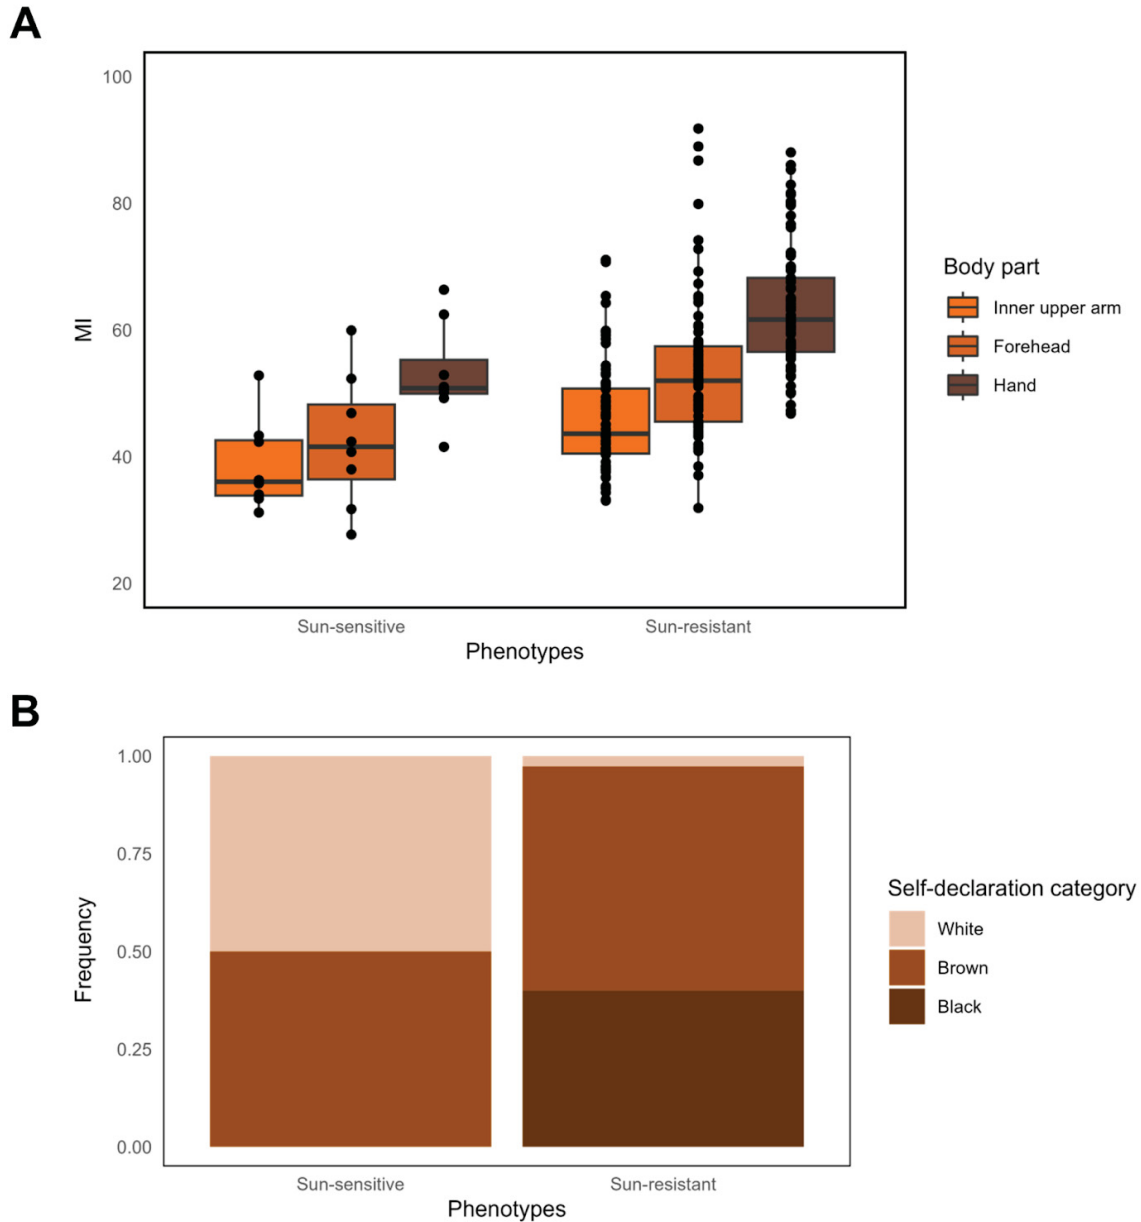 A
100
80
60
40
20
MI
Sun-sensitive
Sun-resistant
Phenotypes
Body part
Inner upper arm
Forehead
Hand
B
1.00
0.75
0.50
0.25
0.00
Frequency
Sun-sensitive
Sun-resistant
Phenotypes
Self-declaration category
White
Brown
Black